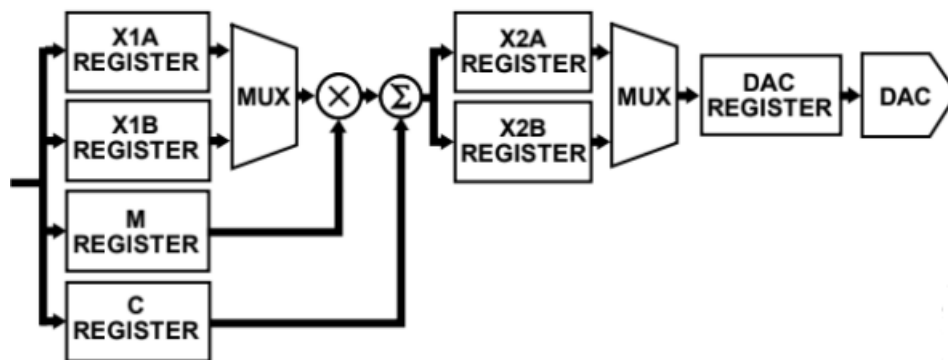 X1A
REGISTER
X1B
REGISTER
M
REGISTER
C
REGISTER
MUX
×
Σ
X2A
REGISTER
X2B
REGISTER
MUX
DAC
REGISTER
DAC